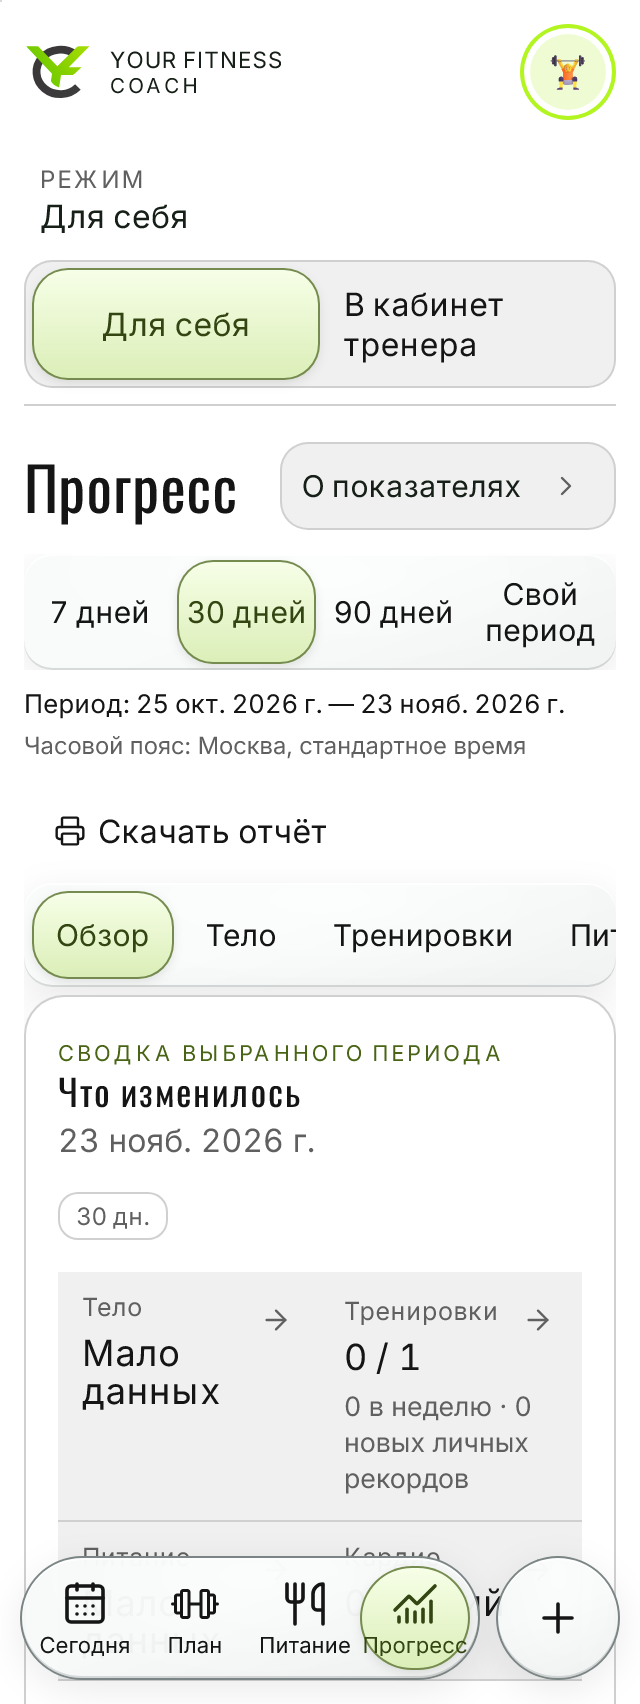 YOUR FITNESS
COACH
РЕЖИМ
Для себя
Для себя
В кабинет
тренера
Прогресс
О показателях
7 дней
30 дней
90 дней
Свой
период
Период: 25 окт. 2026 г. — 23 нояб. 2026 г.
Часовой пояс: Москва, стандартное время
Скачать отчёт
Обзор
Тело
Тренировки
Пит
СВОДКА ВЫБРАННОГО ПЕРИОДА
Что изменилось
23 нояб. 2026 г.
30 дн.
Тело
Мало
данных
Тренировки
0 / 1
0 в неделю · 0
новых личных
рекордов
Питание
Кардио
Сегодня
План
Питание
Прогресс